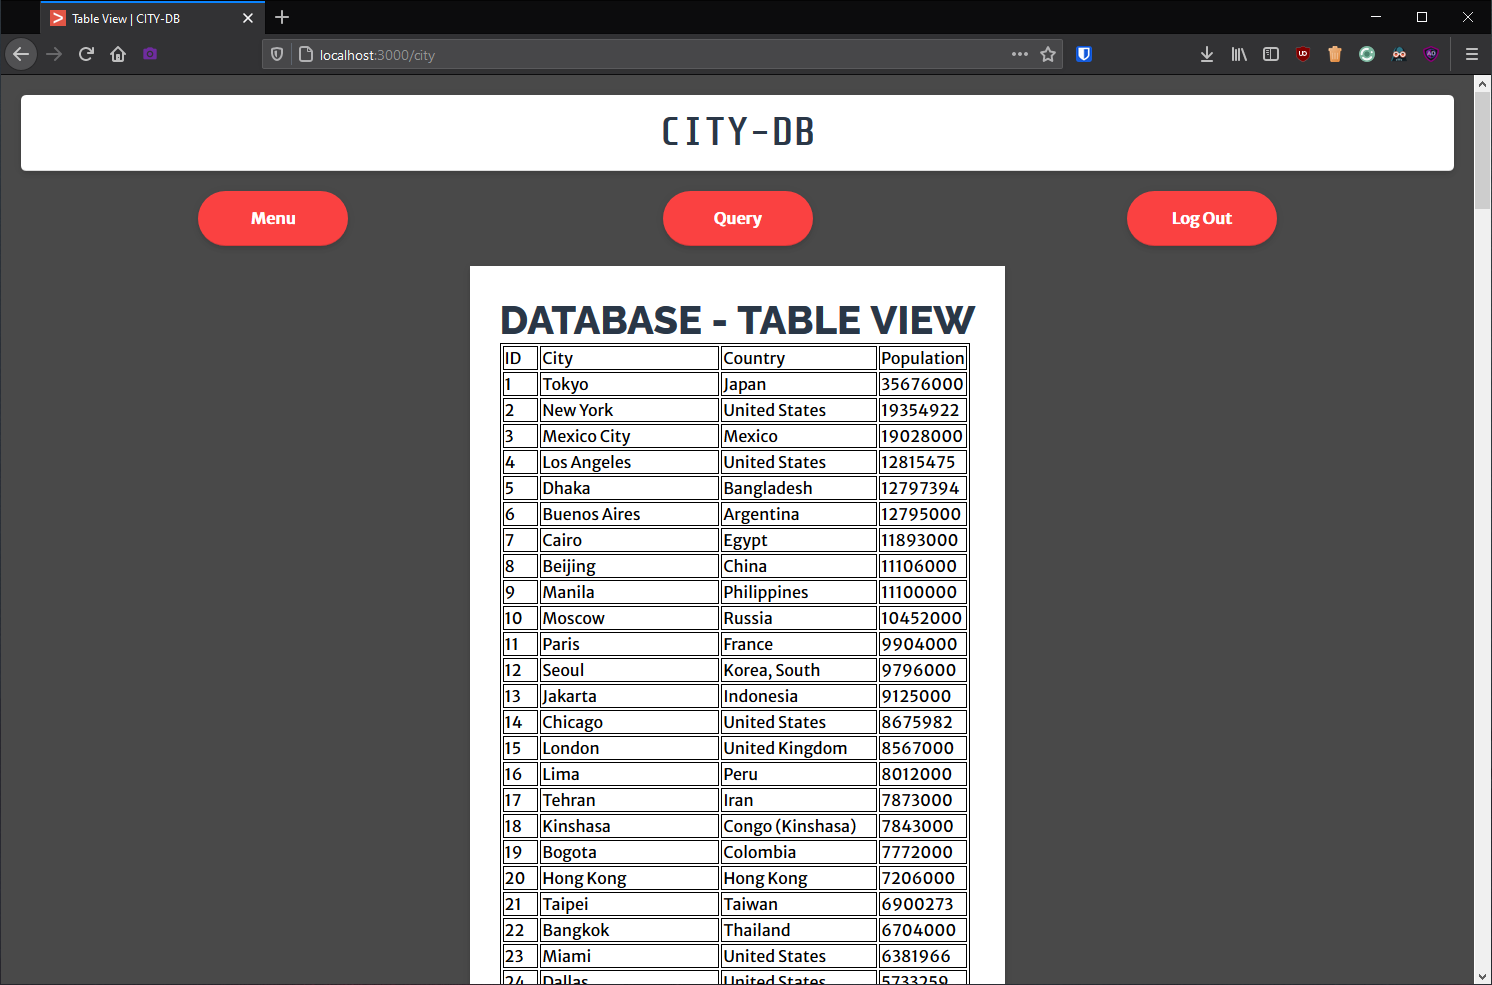 Table View | CITY-DB
localhost:3000/city
CITY-DB
Menu Query Log Out
DATABASE - TABLE VIEW
ID City Country Population
1 Tokyo Japan 35676000
2 New York United States 19354922
3 Mexico City Mexico 19028000
4 Los Angeles United States 12815475
5 Dhaka Bangladesh 12797394
6 Buenos Aires Argentina 12795000
7 Cairo Egypt 11893000
8 Beijing China 11106000
9 Manila Philippines 11100000
10 Moscow Russia 10452000
11 Paris France 9904000
12 Seoul Korea, South 9796000
13 Jakarta Indonesia 9125000
14 Chicago United States 8675982
15 London United Kingdom 8567000
16 Lima Peru 8012000
17 Tehran Iran 7873000
18 Kinshasa Congo (Kinshasa) 7843000
19 Bogota Colombia 7772000
20 Hong Kong Hong Kong 7206000
21 Taipei Taiwan 6900273
22 Bangkok Thailand 6704000
23 Miami United States 6381966
24 Dallas United States 5733259